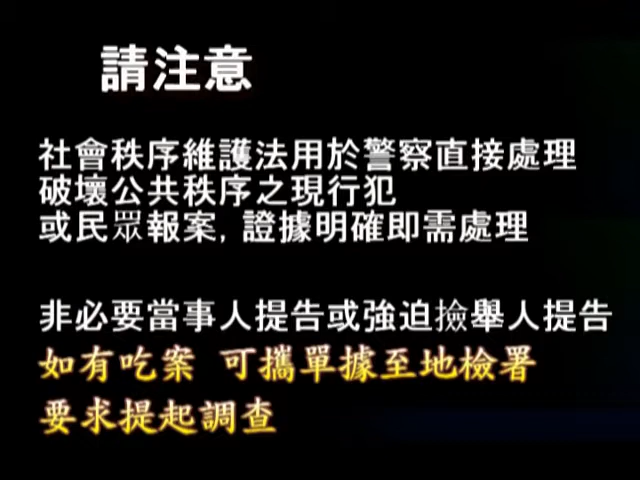 請注意
社會秩序維護法用於警察直接處理
破壞公共秩序之現行犯
或民眾報案, 證據明確即需處理
非必要當事人提告或強迫撿舉人提告
如有吃案 可攜單據至地檢署
要求提起調查